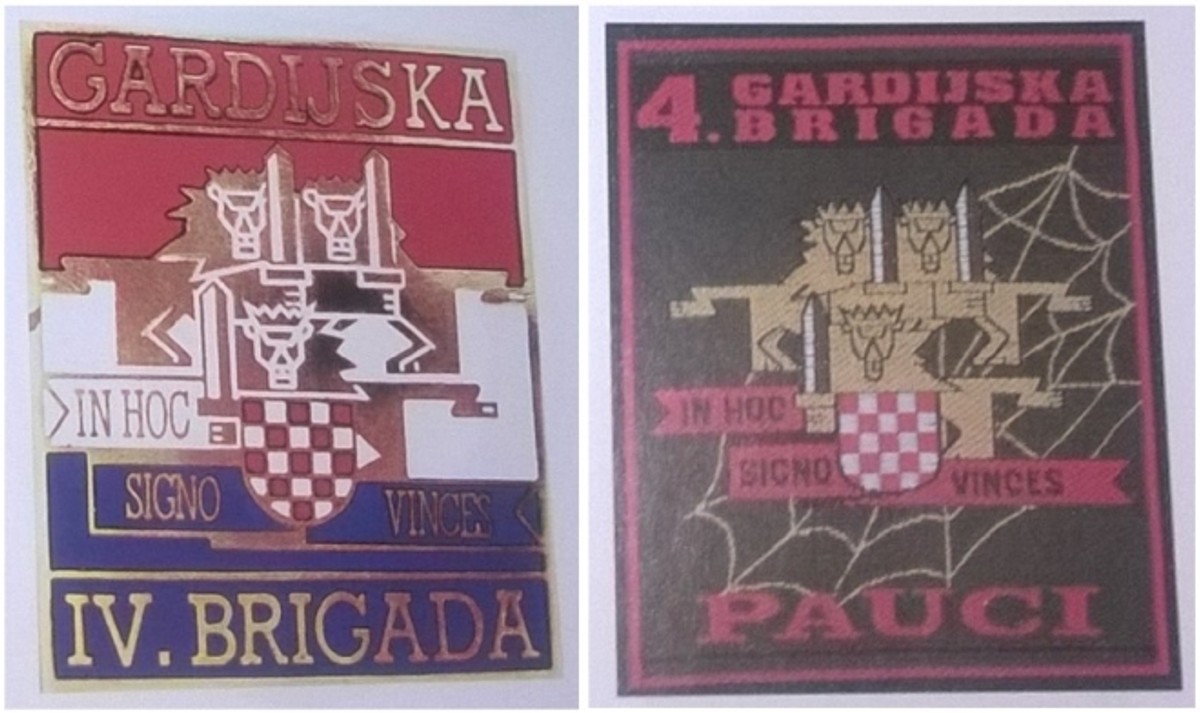 GARDIJSKA
IN HOC
SIGNO VINCES
IV. BRIGADA
4. GARDIJSKA
BRIGADA
IN HOC
SIGNO VINCES
PAUCI